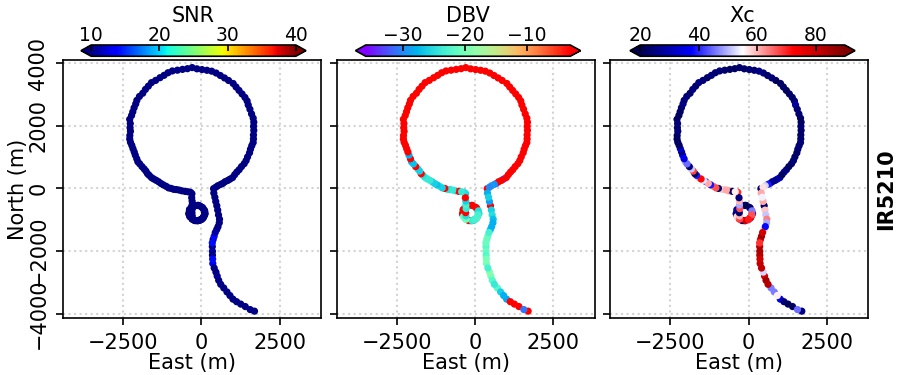 SNR DBV Xc
10 20 30 40 −30 −20 −10 20 40 60 80
4000
2000
0
−2000
−4000
North (m)
−2500 0 2500 −2500 0 2500 −2500 0 2500
East (m) East (m) East (m)
IR5210